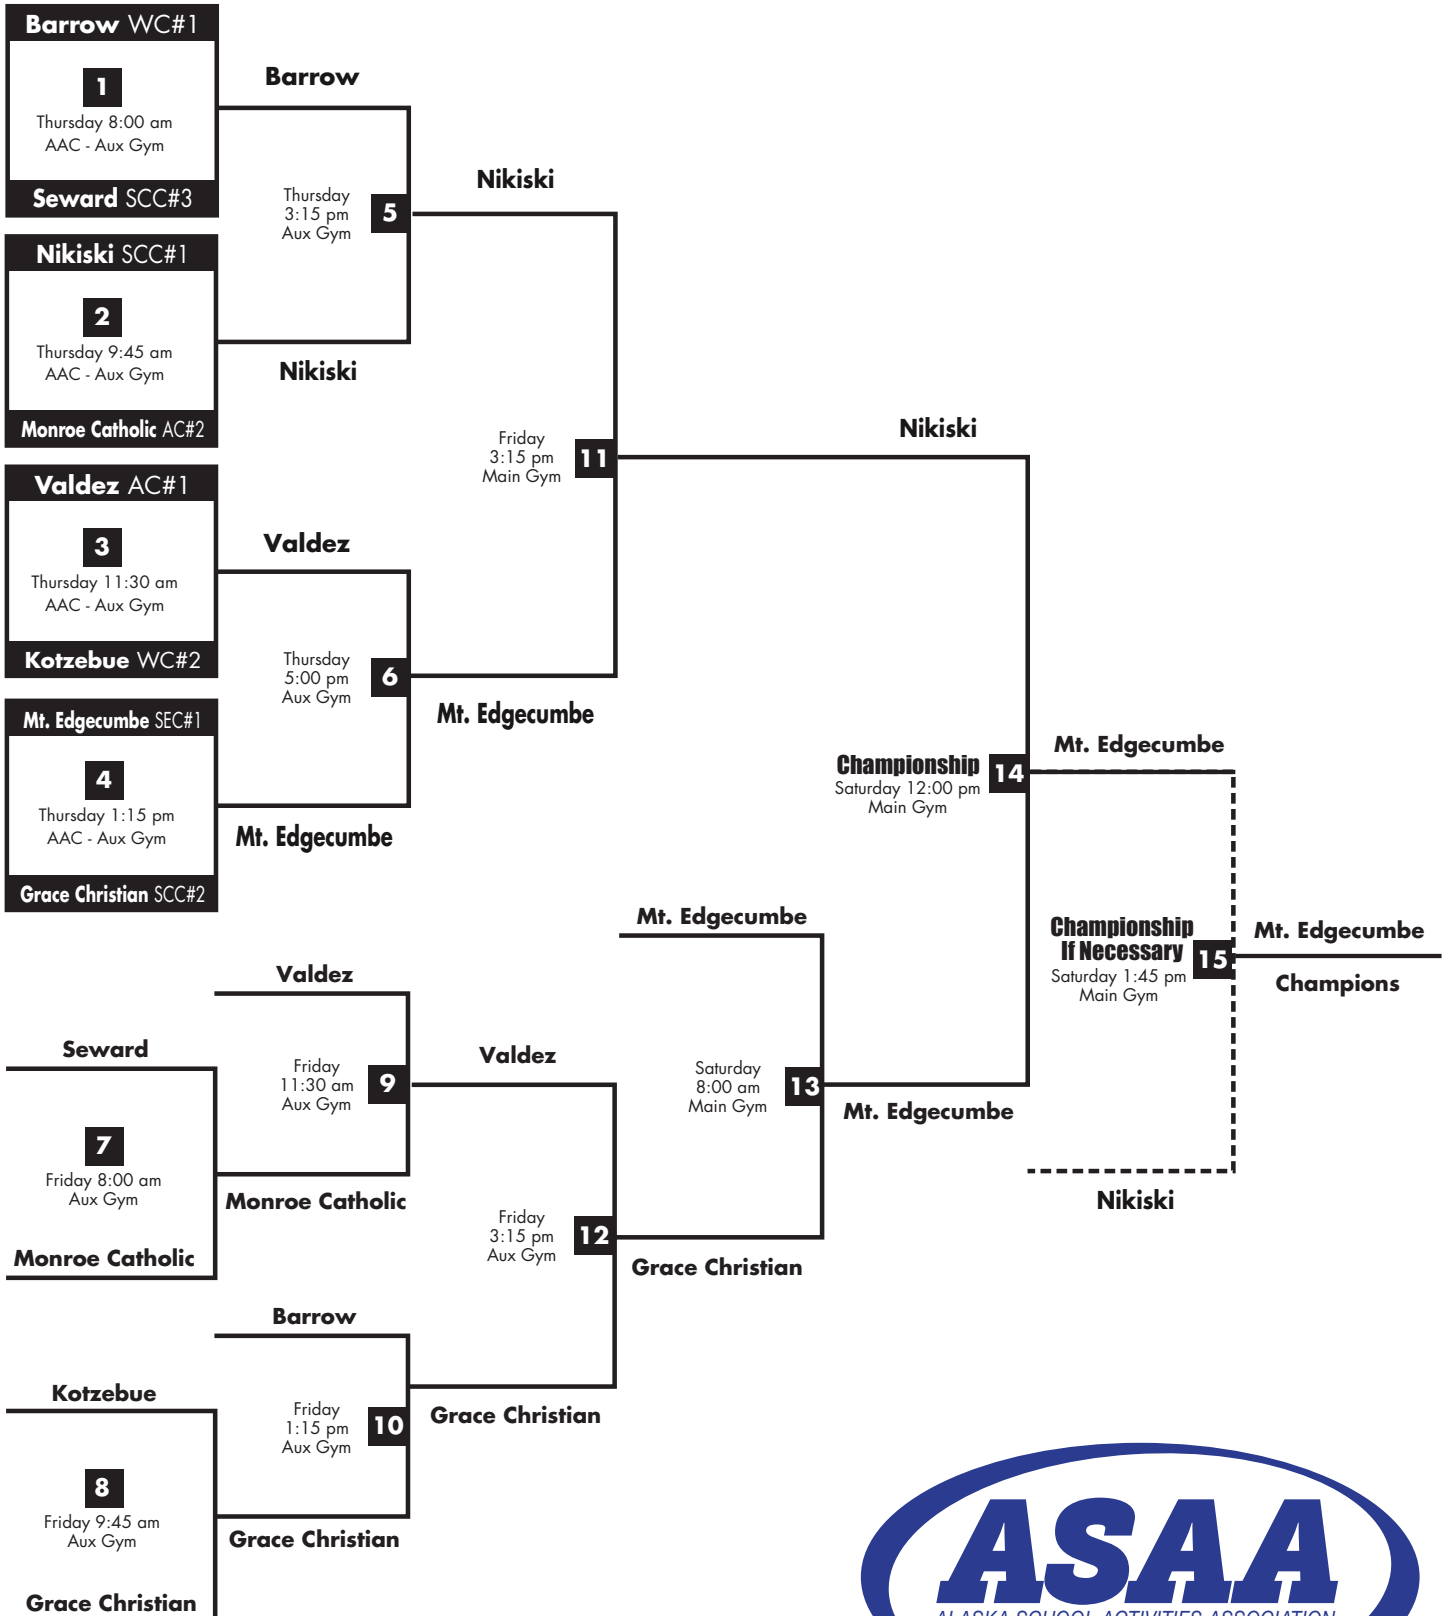 Barrow WC#1
1
Thursday 8:00 am
AAC - Aux Gym
Seward SCC#3
Nikiski SCC#1
2
Thursday 9:45 am
AAC - Aux Gym
Monroe Catholic AC#2
Valdez AC#1
3
Thursday 11:30 am
AAC - Aux Gym
Kotzebue WC#2
Mt. Edgecumbe SEC#1
4
Thursday 1:15 pm
AAC - Aux Gym
Grace Christian SCC#2
Barrow
Thursday
3:15 pm
Aux Gym
5
Nikiski
Valdez
Thursday
5:00 pm
Aux Gym
6
Mt. Edgecumbe
Nikiski
Friday
3:15 pm
Main Gym
11
Mt. Edgecumbe
Nikiski
Championship
Saturday 12:00 pm
Main Gym
14
Mt. Edgecumbe
Championship
If Necessary
Saturday 1:45 pm
Main Gym
15
Nikiski
Mt. Edgecumbe
Champions
Seward
7
Friday 8:00 am
Aux Gym
Monroe Catholic
Kotzebue
8
Friday 9:45 am
Aux Gym
Grace Christian
Valdez
Friday
11:30 am
Aux Gym
9
Monroe Catholic
Barrow
Friday
1:15 pm
Aux Gym
10
Grace Christian
Valdez
Friday
3:15 pm
Aux Gym
12
Grace Christian
Mt. Edgecumbe
Saturday
8:00 am
Main Gym
13
Grace Christian
Mt. Edgecumbe
ASAA
ALASKA SCHOOL ACTIVITIES ASSOCIATION